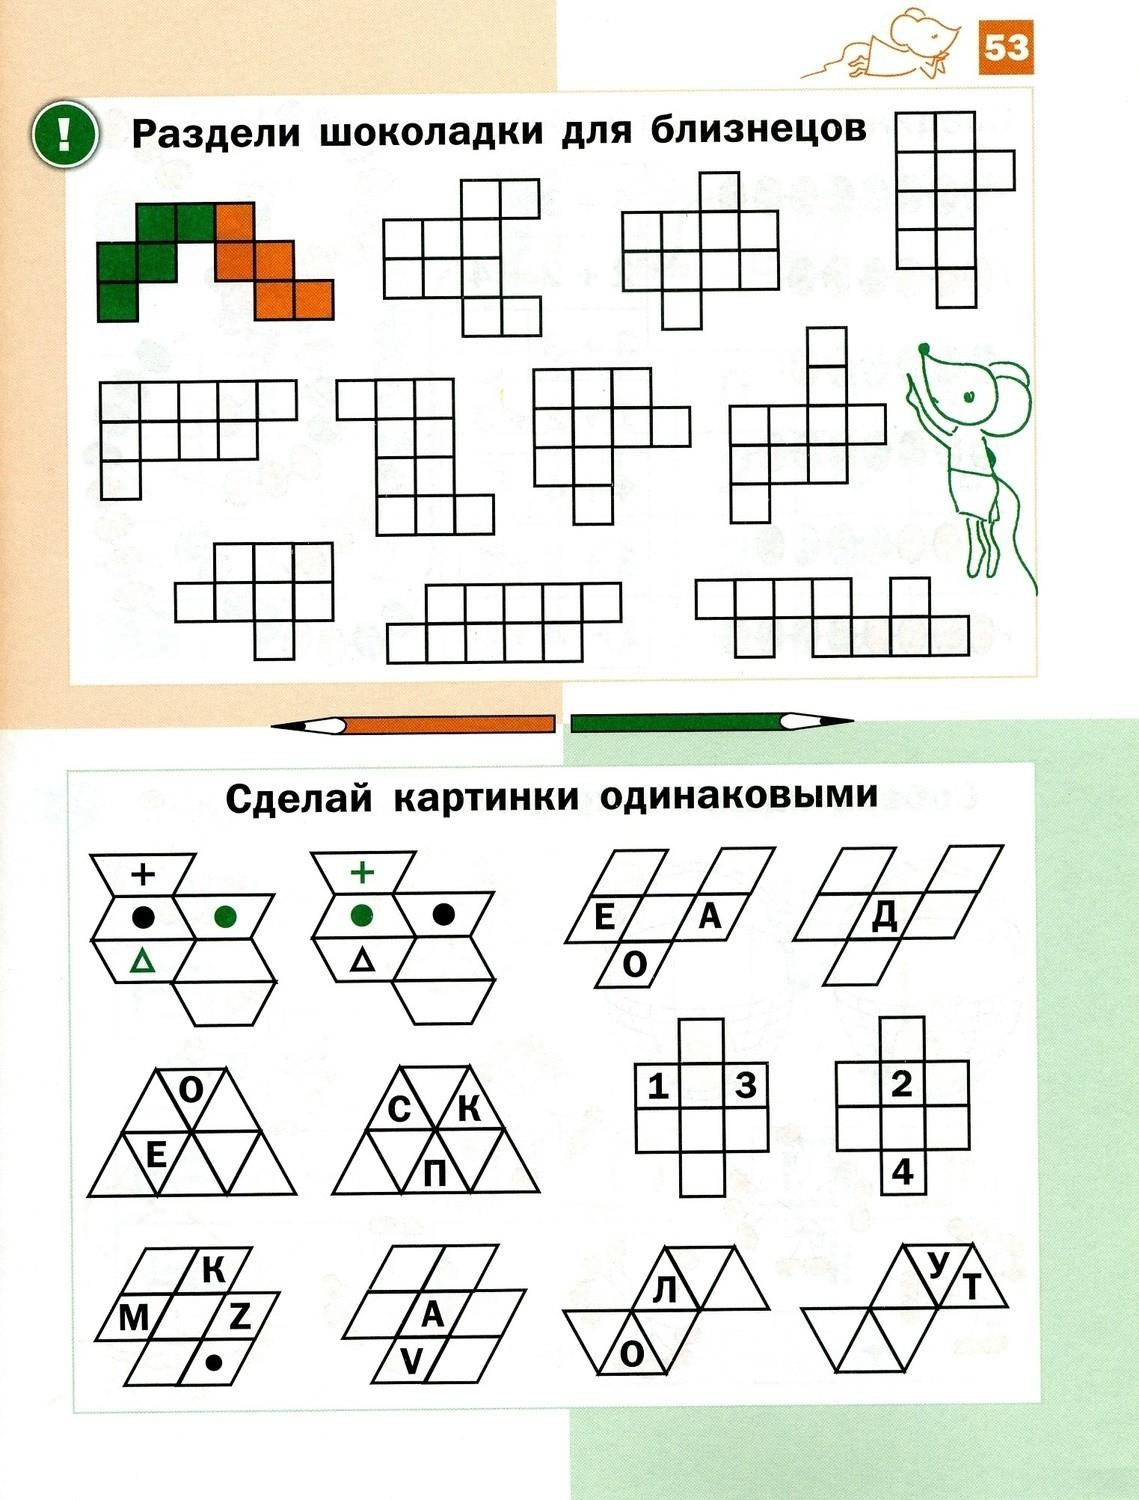 53
!
Раздели шоколадки для близнецов
Сделай картинки одинаковыми
+ +
Е А Д
О
О С К 1 3 2
Е П 4
К У
М Z А Л Т
V О